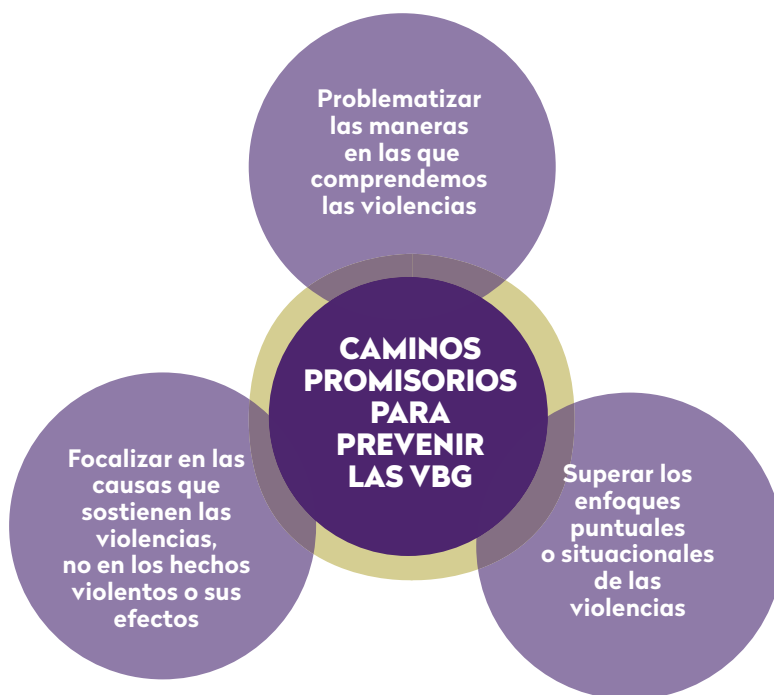 Problematizar
las maneras
en las que
comprendemos
las violencias
CAMINOS
PROMISORIOS
PARA
PREVENIR
LAS VBG
Focalizar en las
causas que
sostienen las
violencias,
no en los hechos
violentos o sus
efectos
Superar los
enfoques
puntuales
o situacionales
de las
violencias